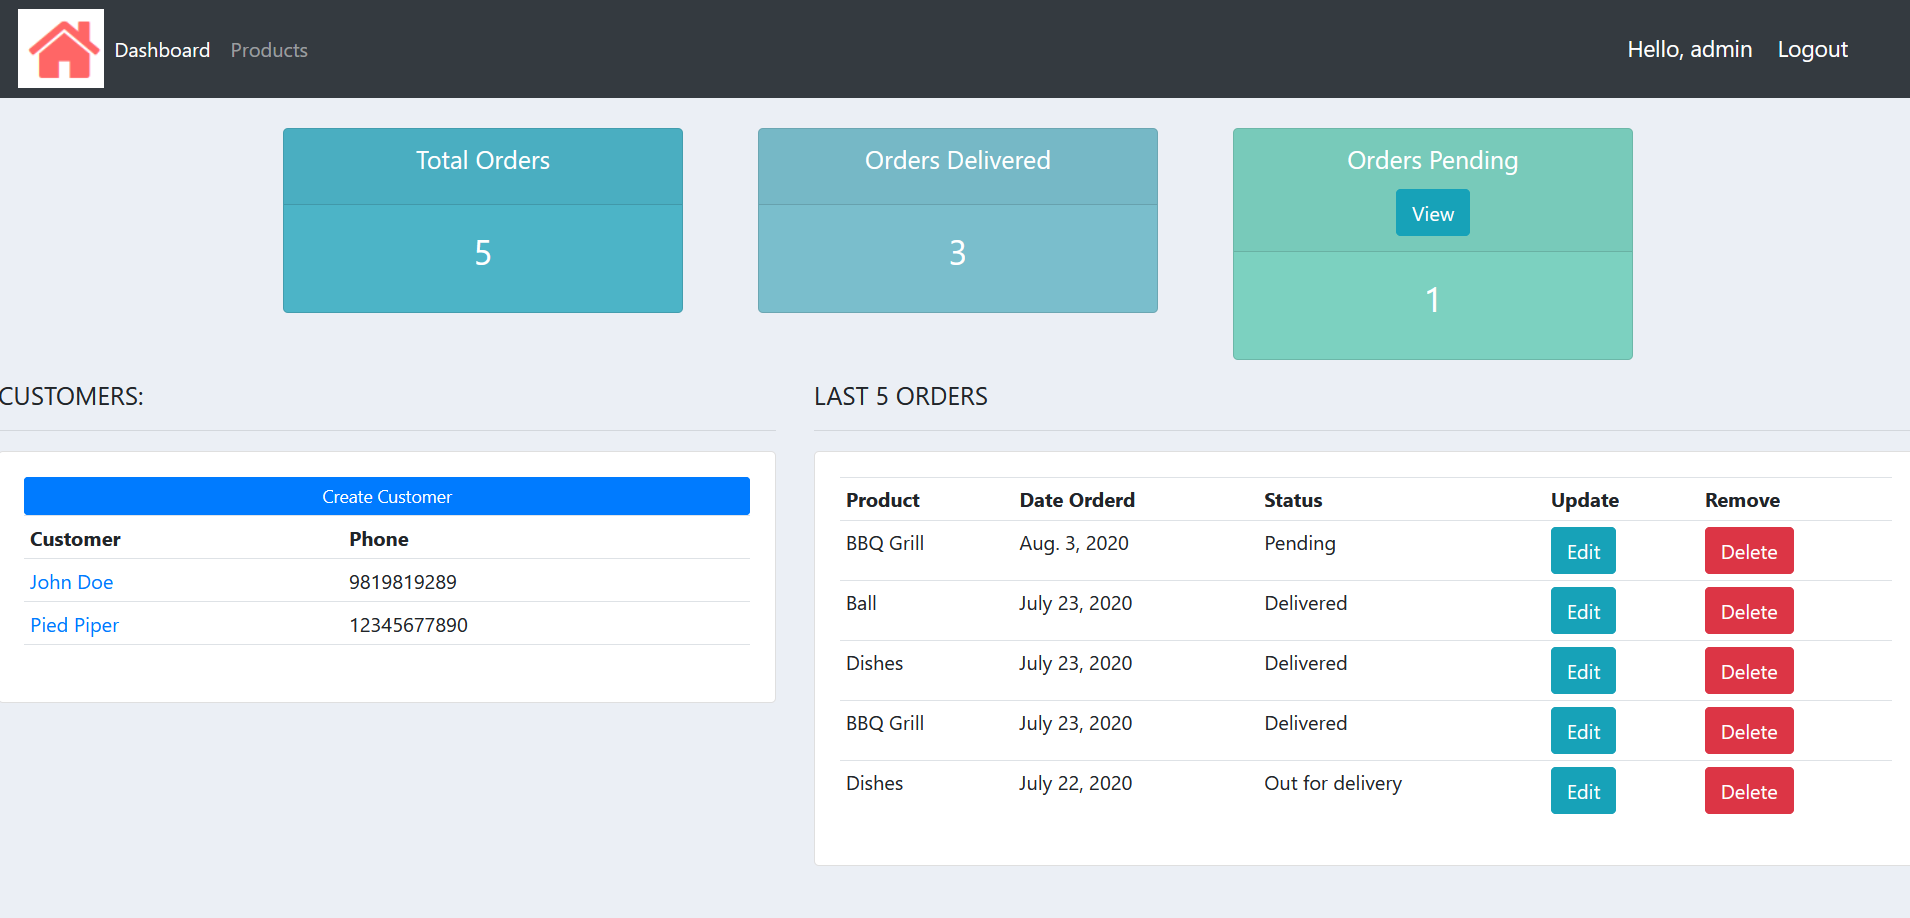 Dashboard Products Hello, admin Logout
Total Orders
5
Orders Delivered
3
Orders Pending
View
1
CUSTOMERS:
Create Customer
Customer Phone
John Doe 9819819289
Pied Piper 12345677890
LAST 5 ORDERS
Product Date Orderd Status Update Remove
BBQ Grill Aug. 3, 2020 Pending Edit Delete
Ball July 23, 2020 Delivered Edit Delete
Dishes July 23, 2020 Delivered Edit Delete
BBQ Grill July 23, 2020 Delivered Edit Delete
Dishes July 22, 2020 Out for delivery Edit Delete